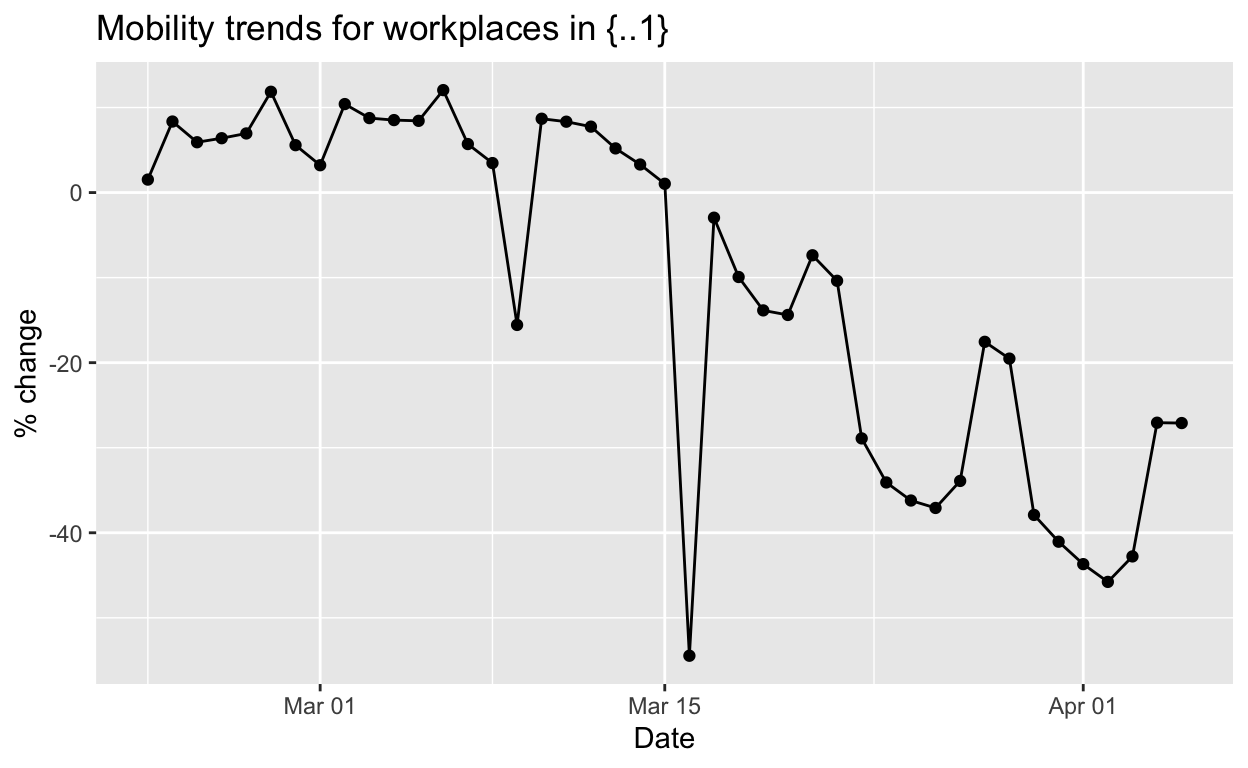 Mobility trends for workplaces in {..1}
% change
0
-20
-40
Mar 01
Mar 15
Apr 01
Date